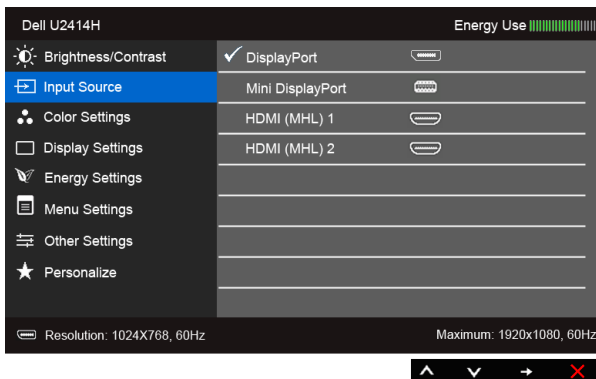 Dell U2414H Energy Use
Brightness/Contrast DisplayPort
Input Source Mini DisplayPort
Color Settings HDMI (MHL) 1
Display Settings HDMI (MHL) 2
Energy Settings
Menu Settings
Other Settings
Personalize
Resolution: 1024X768, 60Hz Maximum: 1920x1080, 60Hz